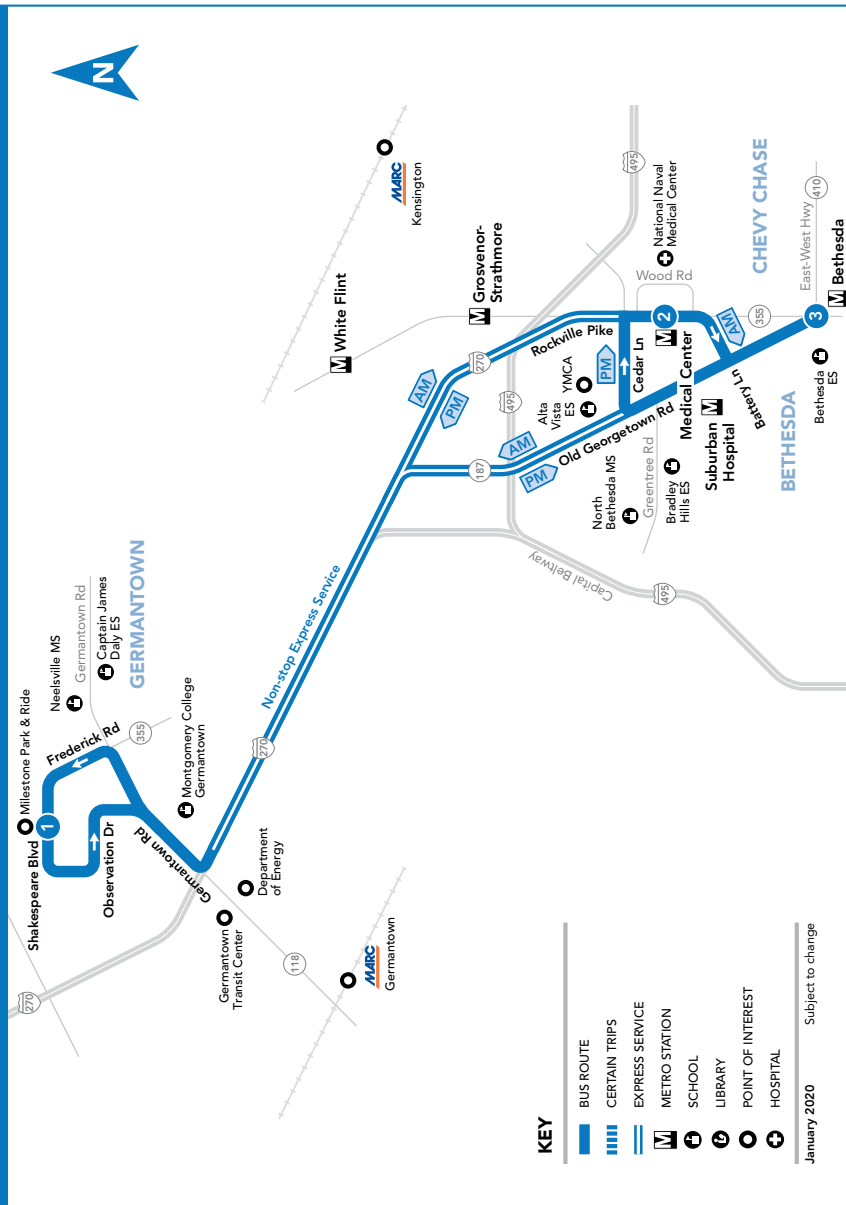 N
270
Shakespeare Blvd
1
Milestone Park & Ride
Observation Dr
Frederick Rd
Neelsville MS
Germantown Rd
Captain James
Daly ES
355
GERMANTOWN
Germantown Rd
Montgomery College
Germantown
Germantown
Transit Center
Department
of Energy
118
MARC
Germantown
270
Non-stop Express Service
MARC
Kensington
M White Flint
M Grosvenor-
Strathmore
AM
PM
270
Rockville Pike
187
AM
PM
Old Georgetown Rd
495
495
495
Capital Beltway
Alta
Vista
ES
YMCA
PM
Cedar Ln
North
Bethesda MS
Greentree Rd
Bradley
Hills ES
Wood Rd
National Naval
Medical Center
2
M
Medical Center
Suburban M
Hospital
Battery Ln
AM
355
CHEVY CHASE
BETHESDA
East-West Hwy
410
3
M Bethesda
Bethesda
ES
KEY
BUS ROUTE
CERTAIN TRIPS
EXPRESS SERVICE
M METRO STATION
SCHOOL
LIBRARY
POINT OF INTEREST
HOSPITAL
January 2020 Subject to change